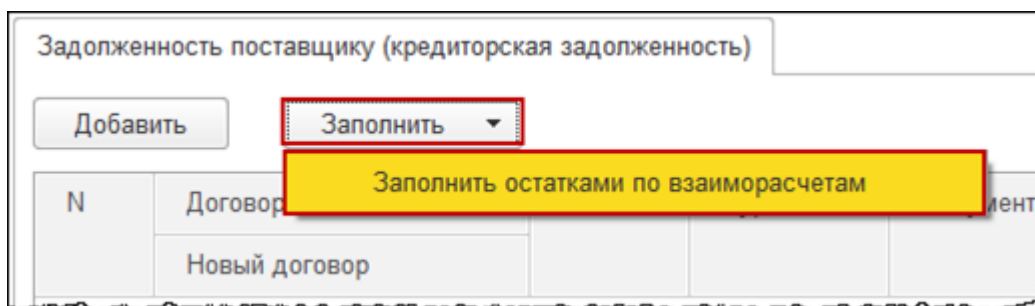 Задолженность поставщику (кредиторская задолженность)
Добавить
Заполнить
Заполнить остатками по взаиморасчетам
N
Договор
Новый договор